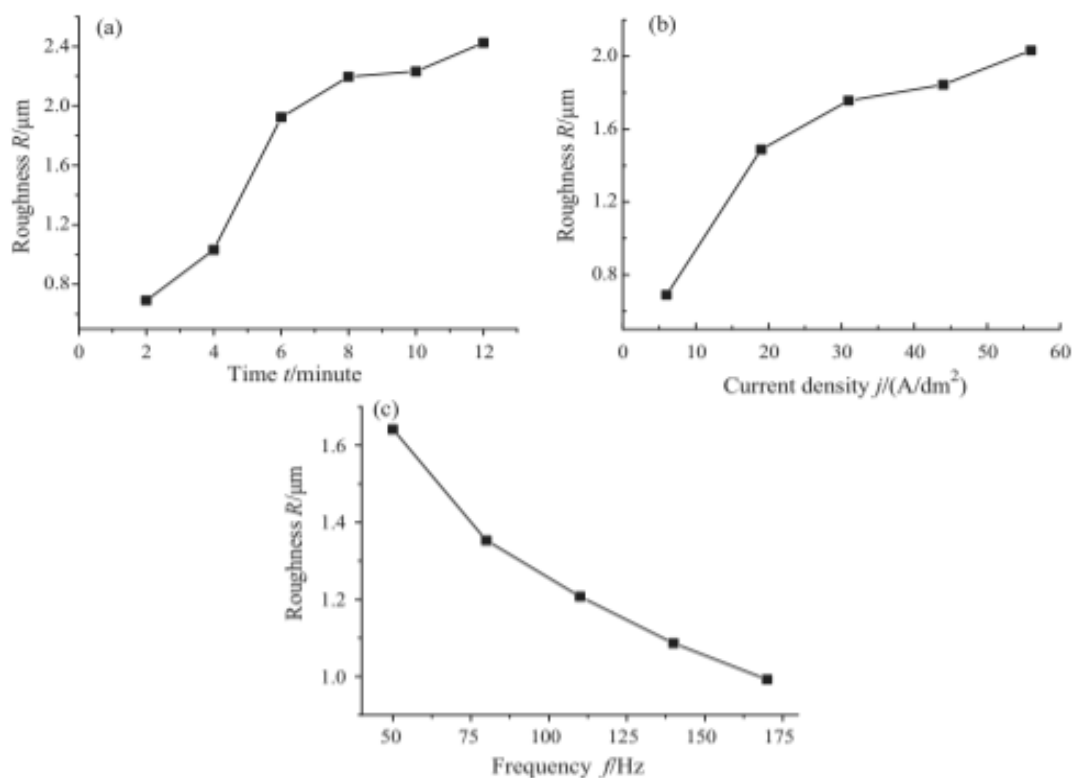 (a)
2.4
2.0
1.6
1.2
0.8
Roughness R/μm
0 2 4 6 8 10 12
Time t/minute
(b)
2.0
1.6
1.2
0.8
Roughness R/μm
0 10 20 30 40 50 60
Current density j/(A/dm²)
(c)
1.6
1.4
1.2
1.0
Roughness R/μm
50 75 100 125 150 175
Frequency f/Hz